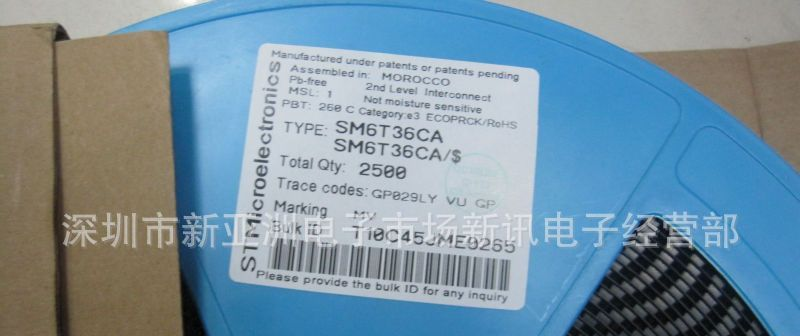 Manufactured under patents or patents pending
Assembled in: MOROCCO
Pb-free 2nd Level Interconnect
MSL: 1 Not moisture sensitive
PBT: 260 C Category:e3 ECOPACK/RoHS
TYPE: SM6T36CA
SM6T36CA/$
Total Qty: 2500
Trace codes: GP029LY VU GP
Marking MV
Bulk ID T10C45JME0265
Please provide the bulk ID for any inquiry
STMicroelectronics
深圳市新亚洲电子市场新讯电子经营部